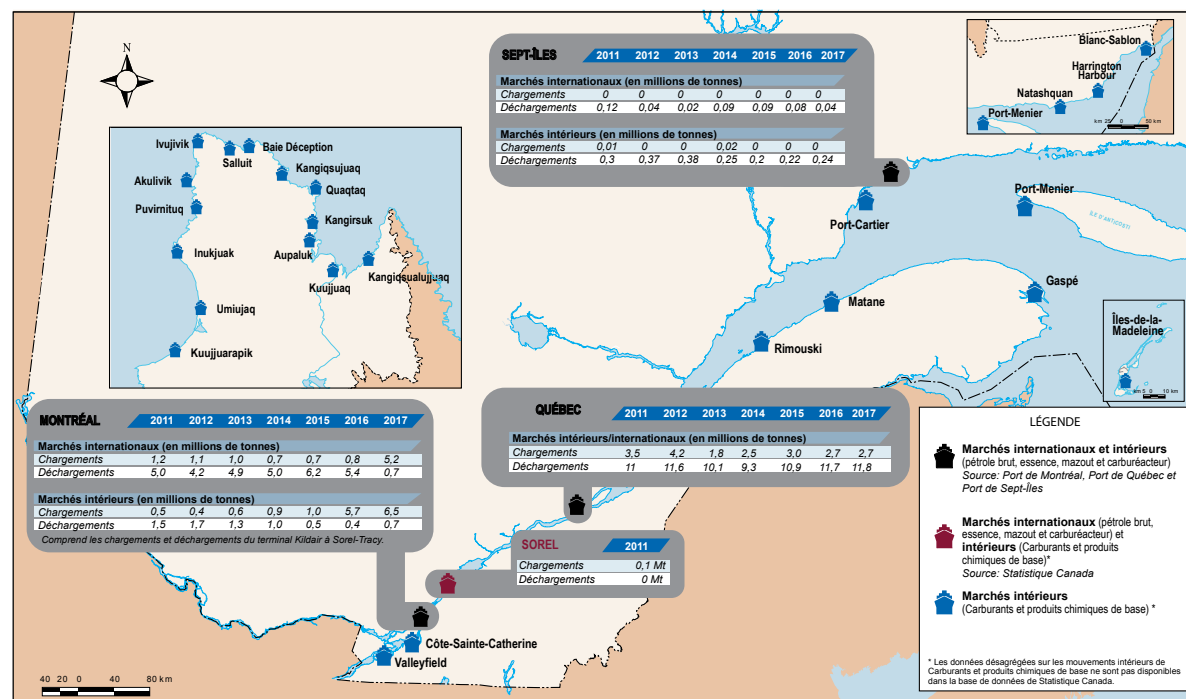 N
SEPT-ÎLES 2011 2012 2013 2014 2015 2016 2017
Marchés internationaux (en millions de tonnes)
Chargements 0 0 0 0 0 0 0
Déchargements 0,12 0,04 0,02 0,09 0,09 0,08 0,04
Marchés intérieurs (en millions de tonnes)
Chargements 0,01 0 0 0,02 0 0 0
Déchargements 0,3 0,37 0,38 0,25 0,2 0,22 0,24
Blanc-Sablon
Harrington
Harbour
Natashquan
Port-Menier
km 25 0 50 km
Ivujivik
Salluit
Baie Déception
Kangiqsujuaq
Akulivik
Quaqtaq
Puvirnituq
Kangirsuk
Inukjuak
Aupaluk
Kuujjuaq
Kangiqsualujjuaq
Umiujaq
Kuujjuarapik
Port-Menier
ÎLE D'ANTICOSTI
Port-Cartier
Gaspé
Matane
Rimouski
Îles-de-la-
Madeleine
km 5 0 10 km
MONTRÉAL 2011 2012 2013 2014 2015 2016 2017
Marchés internationaux (en millions de tonnes)
Chargements 1,2 1,1 1,0 0,7 0,7 0,8 5,2
Déchargements 5,0 4,2 4,9 5,0 6,2 5,4 0,7
Marchés intérieurs (en millions de tonnes)
Chargements 0,5 0,4 0,6 0,9 1,0 5,7 6,5
Déchargements 1,5 1,7 1,3 1,0 0,5 0,4 0,7
Comprend les chargements et déchargements du terminal Kildair à Sorel-Tracy.
QUÉBEC 2011 2012 2013 2014 2015 2016 2017
Marchés intérieurs/internationaux (en millions de tonnes)
Chargements 3,5 4,2 1,8 2,5 3,0 2,7 2,7
Déchargements 11 11,6 10,1 9,3 10,9 11,7 11,8
SOREL 2011
Chargements 0,1 Mt
Déchargements 0 Mt
Côte-Sainte-Catherine
Valleyfield
40 20 0 40 80 km
LÉGENDE
Marchés internationaux et intérieurs
(pétrole brut, essence, mazout et carburéacteur)
Source: Port de Montréal, Port de Québec et
Port de Sept-Îles
Marchés internationaux (pétrole brut,
essence, mazout et carburéacteur) et
intérieurs (Carburants et produits
chimiques de base)*
Source: Statistique Canada
Marchés intérieurs
(Carburants et produits chimiques de base) *
* Les données désagrégées sur les mouvements intérieurs de
Carburants et produits chimiques de base ne sont pas disponibles
dans la base de données de Statistique Canada.